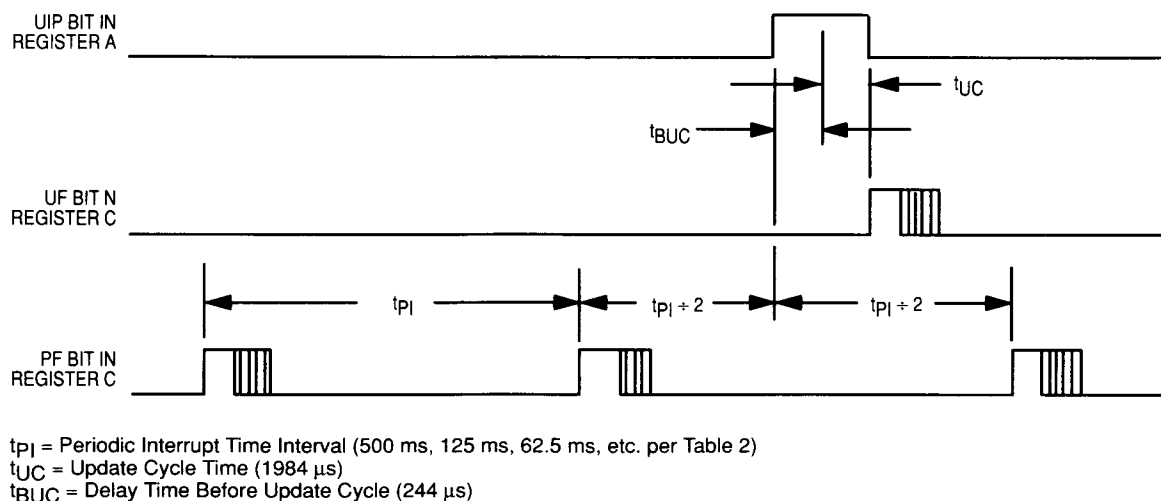 UIP BIT IN
REGISTER A
tUC
tBUC
UF BIT N
REGISTER C
tPI
tPI ÷ 2
tPI ÷ 2
PF BIT IN
REGISTER C
tPI = Periodic Interrupt Time Interval (500 ms, 125 ms, 62.5 ms, etc. per Table 2)
tUC = Update Cycle Time (1984 µs)
tBUC = Delay Time Before Update Cycle (244 µs)